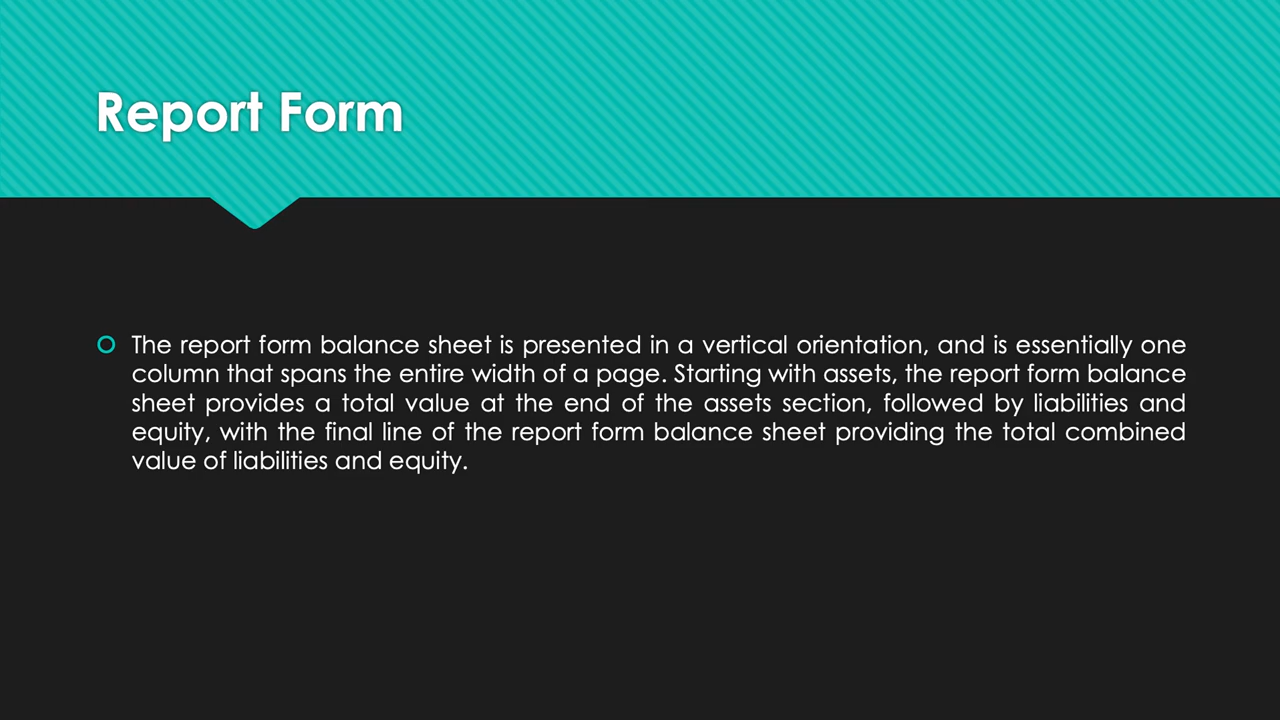 Report Form
The report form balance sheet is presented in a vertical orientation, and is essentially one
column that spans the entire width of a page. Starting with assets, the report form balance
sheet provides a total value at the end of the assets section, followed by liabilities and
equity, with the final line of the report form balance sheet providing the total combined
value of liabilities and equity.